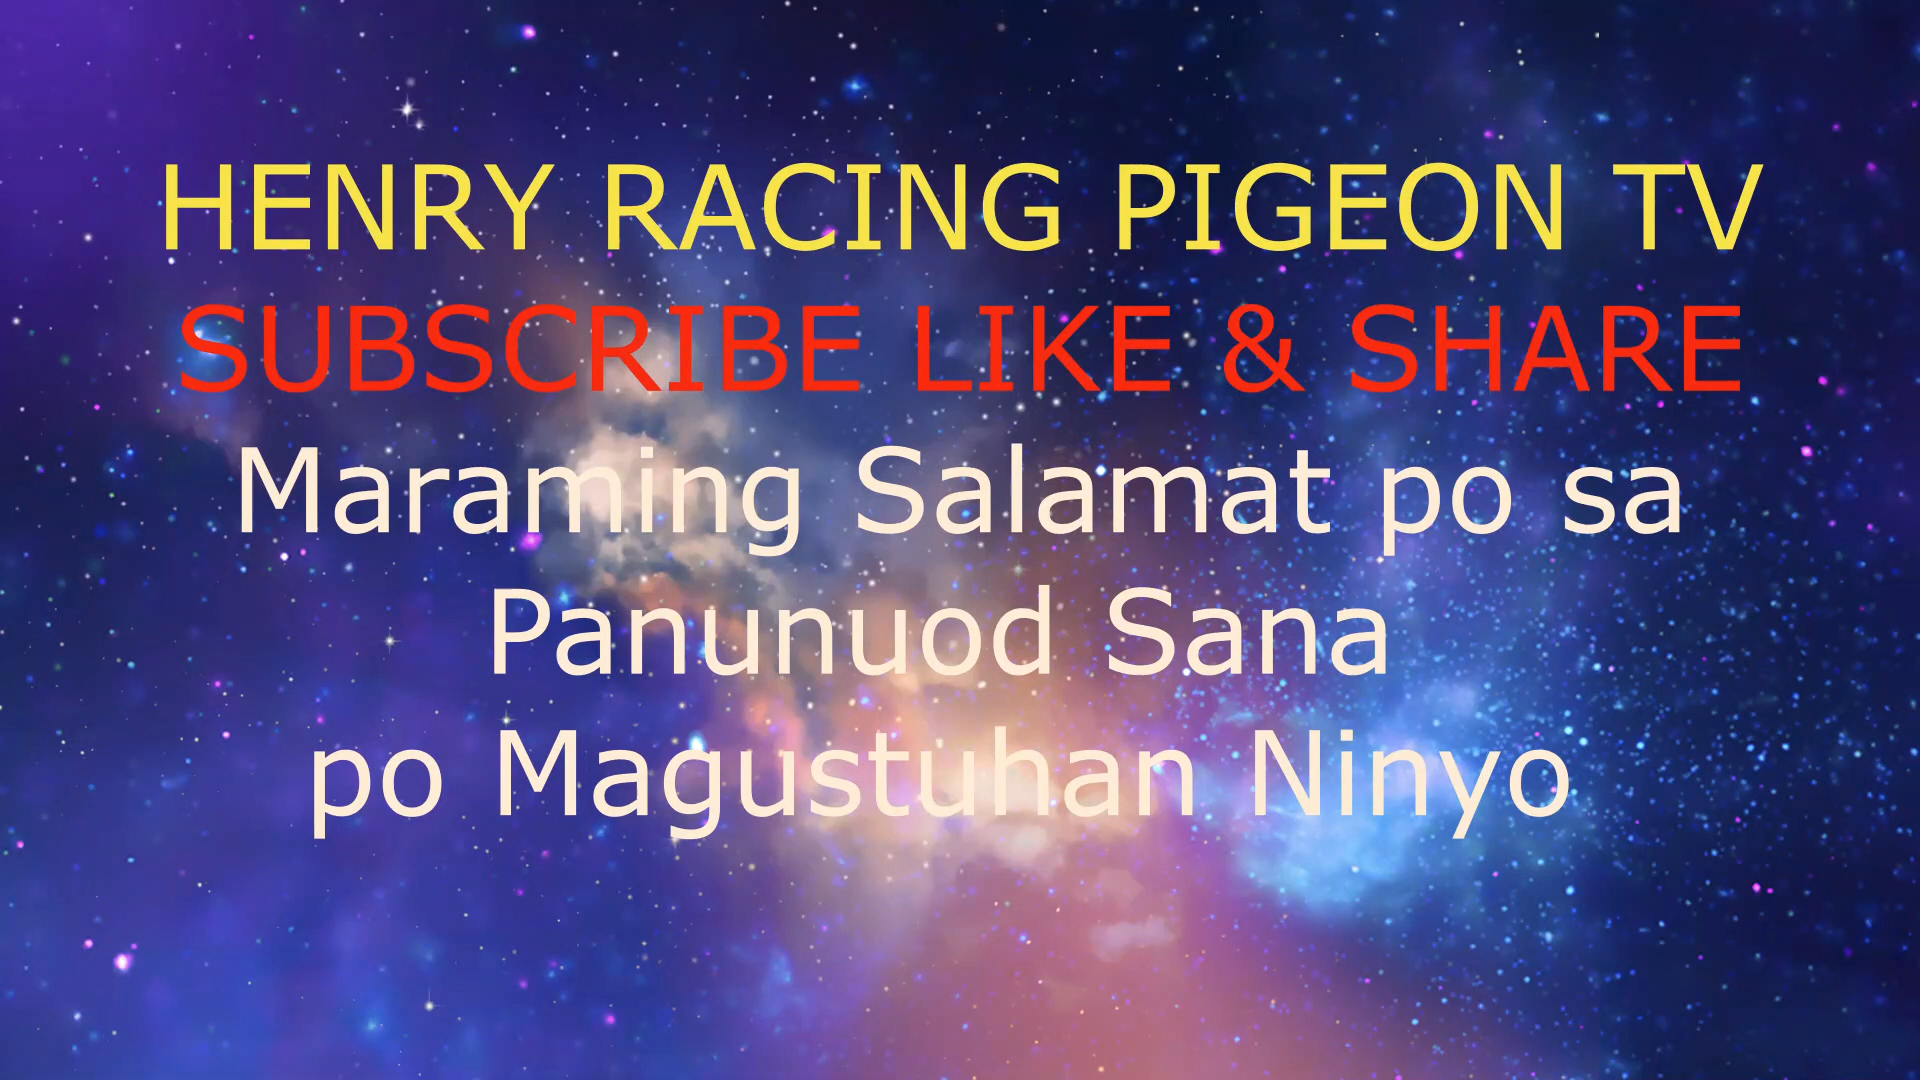 HENRY RACING PIGEON TV
SUBSCRIBE LIKE & SHARE
Maraming Salamat po sa
Panunuod Sana
po Magustuhan Ninyo